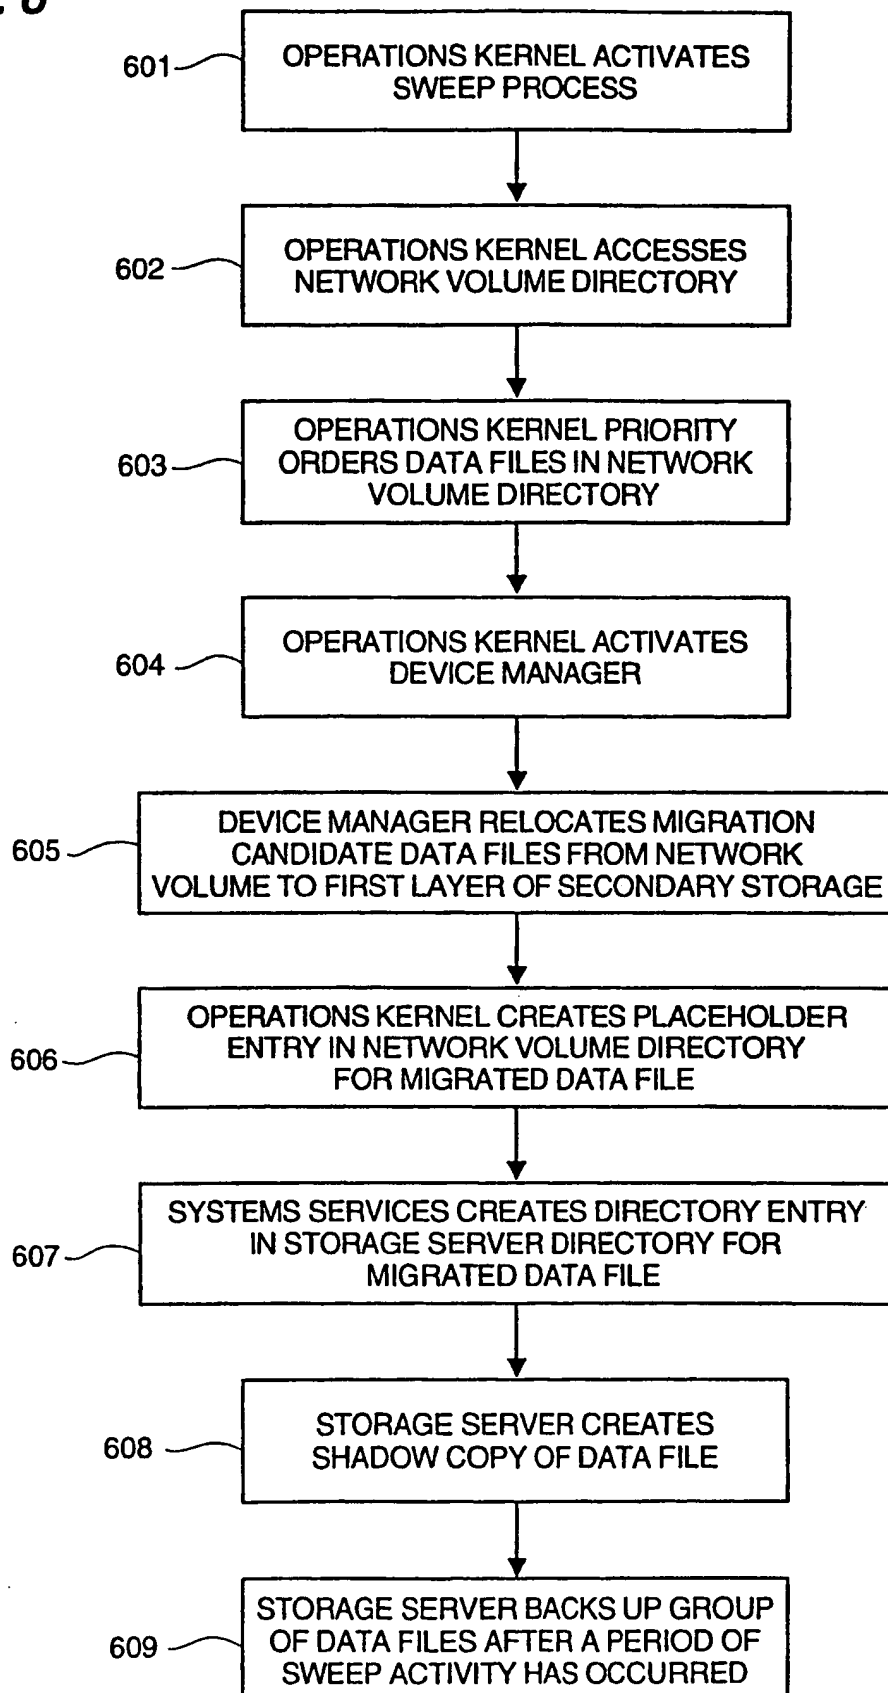 601
OPERATIONS KERNEL ACTIVATES
SWEEP PROCESS
602
OPERATIONS KERNEL ACCESSES
NETWORK VOLUME DIRECTORY
603
OPERATIONS KERNEL PRIORITY
ORDERS DATA FILES IN NETWORK
VOLUME DIRECTORY
604
OPERATIONS KERNEL ACTIVATES
DEVICE MANAGER
605
DEVICE MANAGER RELOCATES MIGRATION
CANDIDATE DATA FILES FROM NETWORK
VOLUME TO FIRST LAYER OF SECONDARY STORAGE
606
OPERATIONS KERNEL CREATES PLACEHOLDER
ENTRY IN NETWORK VOLUME DIRECTORY
FOR MIGRATED DATA FILE
607
SYSTEMS SERVICES CREATES DIRECTORY ENTRY
IN STORAGE SERVER DIRECTORY FOR
MIGRATED DATA FILE
608
STORAGE SERVER CREATES
SHADOW COPY OF DATA FILE
609
STORAGE SERVER BACKS UP GROUP
OF DATA FILES AFTER A PERIOD OF
SWEEP ACTIVITY HAS OCCURRED